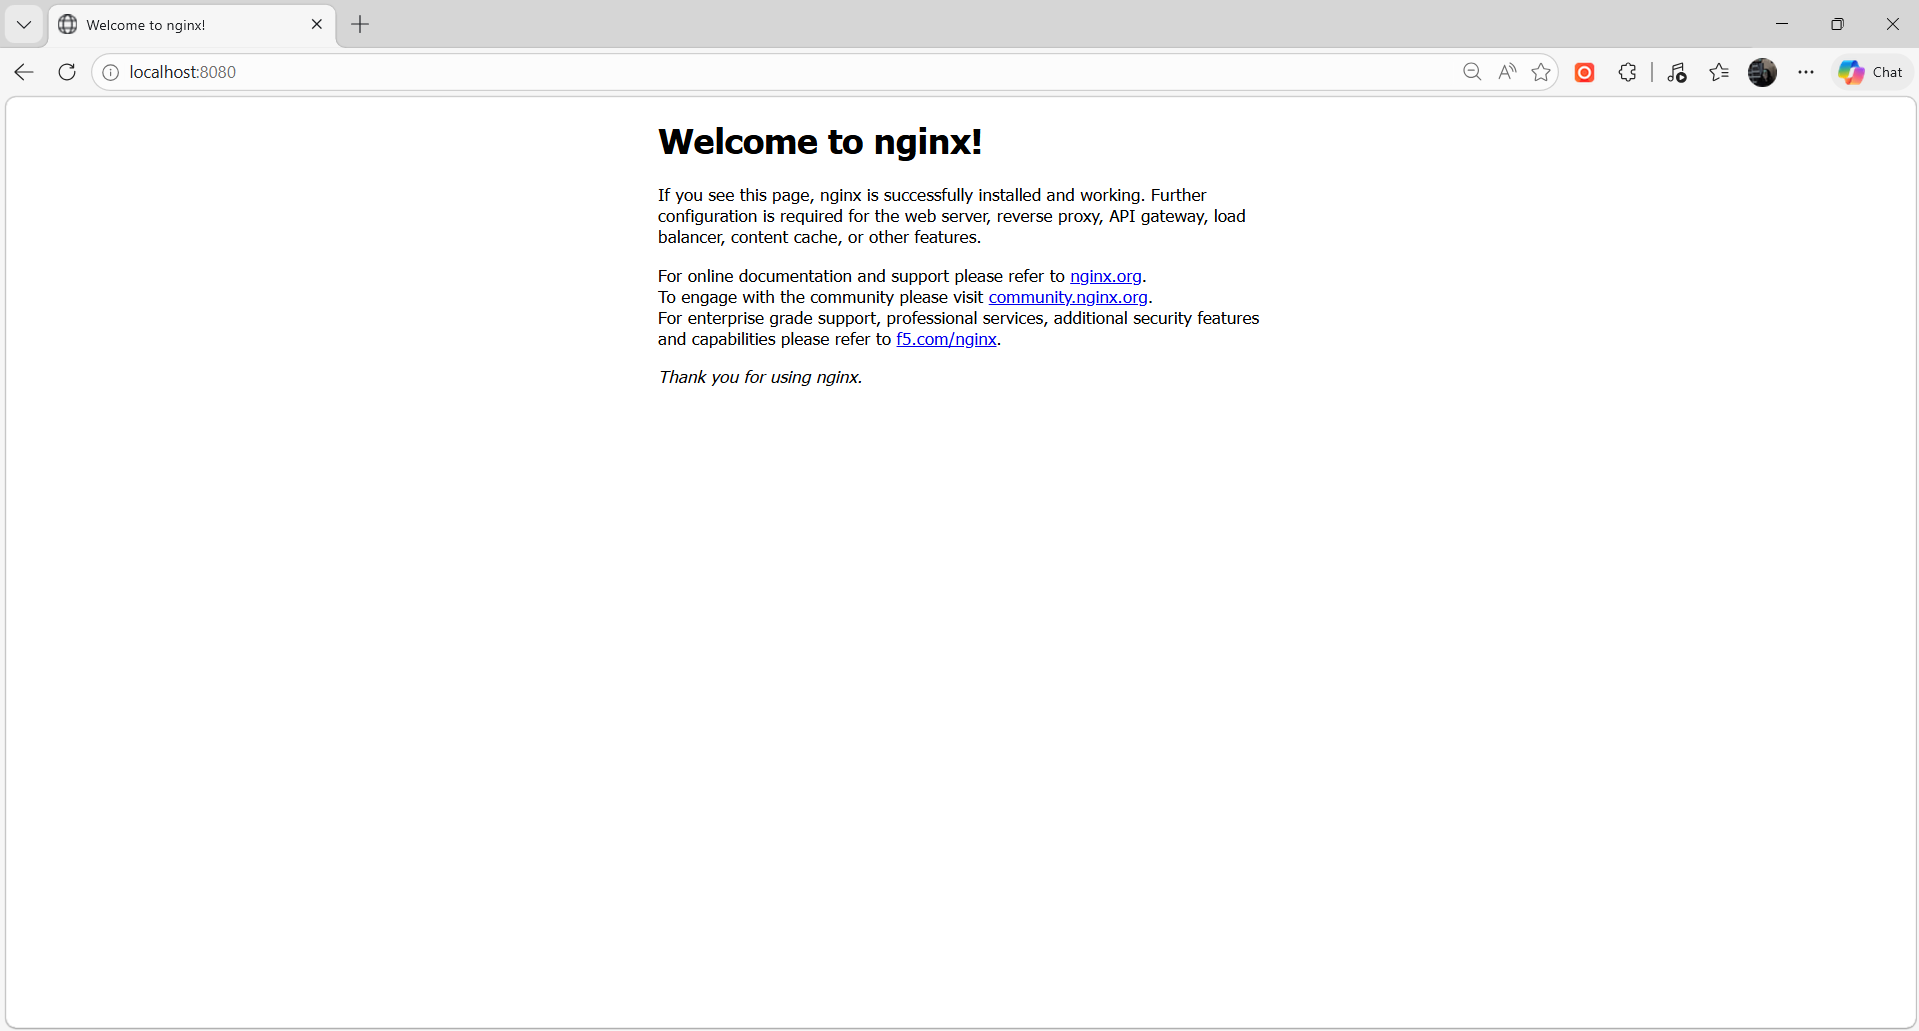 Welcome to nginx!
localhost:8080
Chat
Welcome to nginx!
If you see this page, nginx is successfully installed and working. Further
configuration is required for the web server, reverse proxy, API gateway, load
balancer, content cache, or other features.
For online documentation and support please refer to nginx.org.
To engage with the community please visit community.nginx.org.
For enterprise grade support, professional services, additional security features
and capabilities please refer to f5.com/nginx.
Thank you for using nginx.